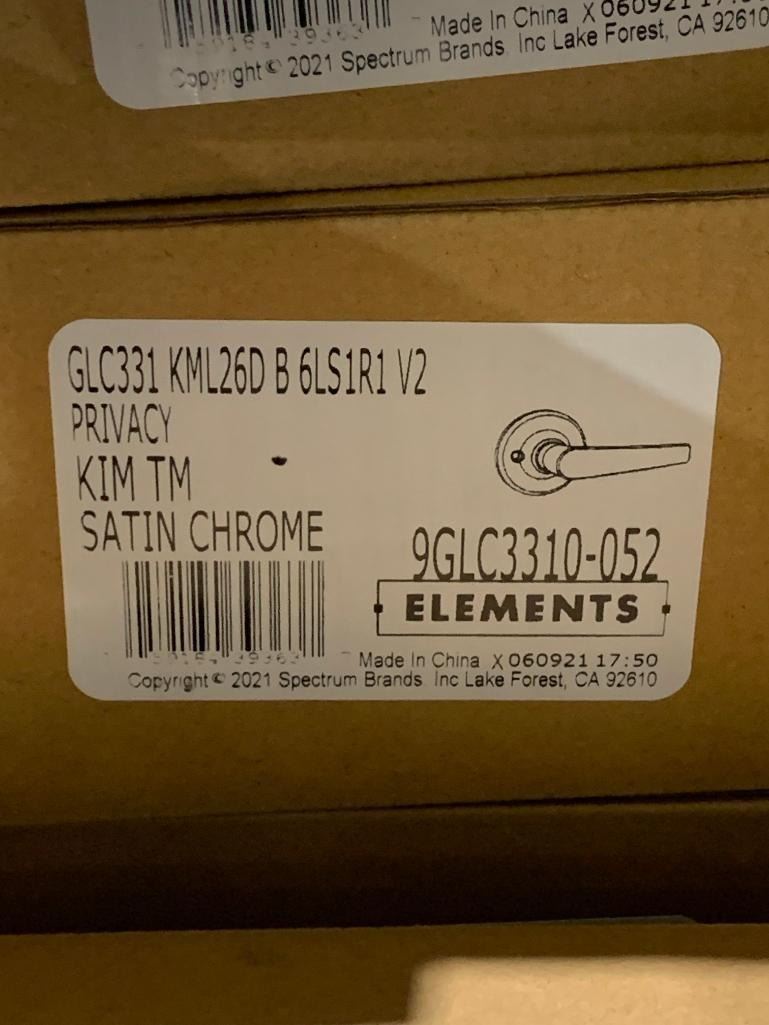 Made In China X 060921
Copyright © 2021 Spectrum Brands Inc Lake Forest, CA 92610
GLC331 KML26D B 6LS1R1 V2
PRIVACY
KIM TM
SATIN CHROME
9GLC3310-052
ELEMENTS
Made In China X 060921 17:50
Copyright © 2021 Spectrum Brands Inc Lake Forest, CA 92610